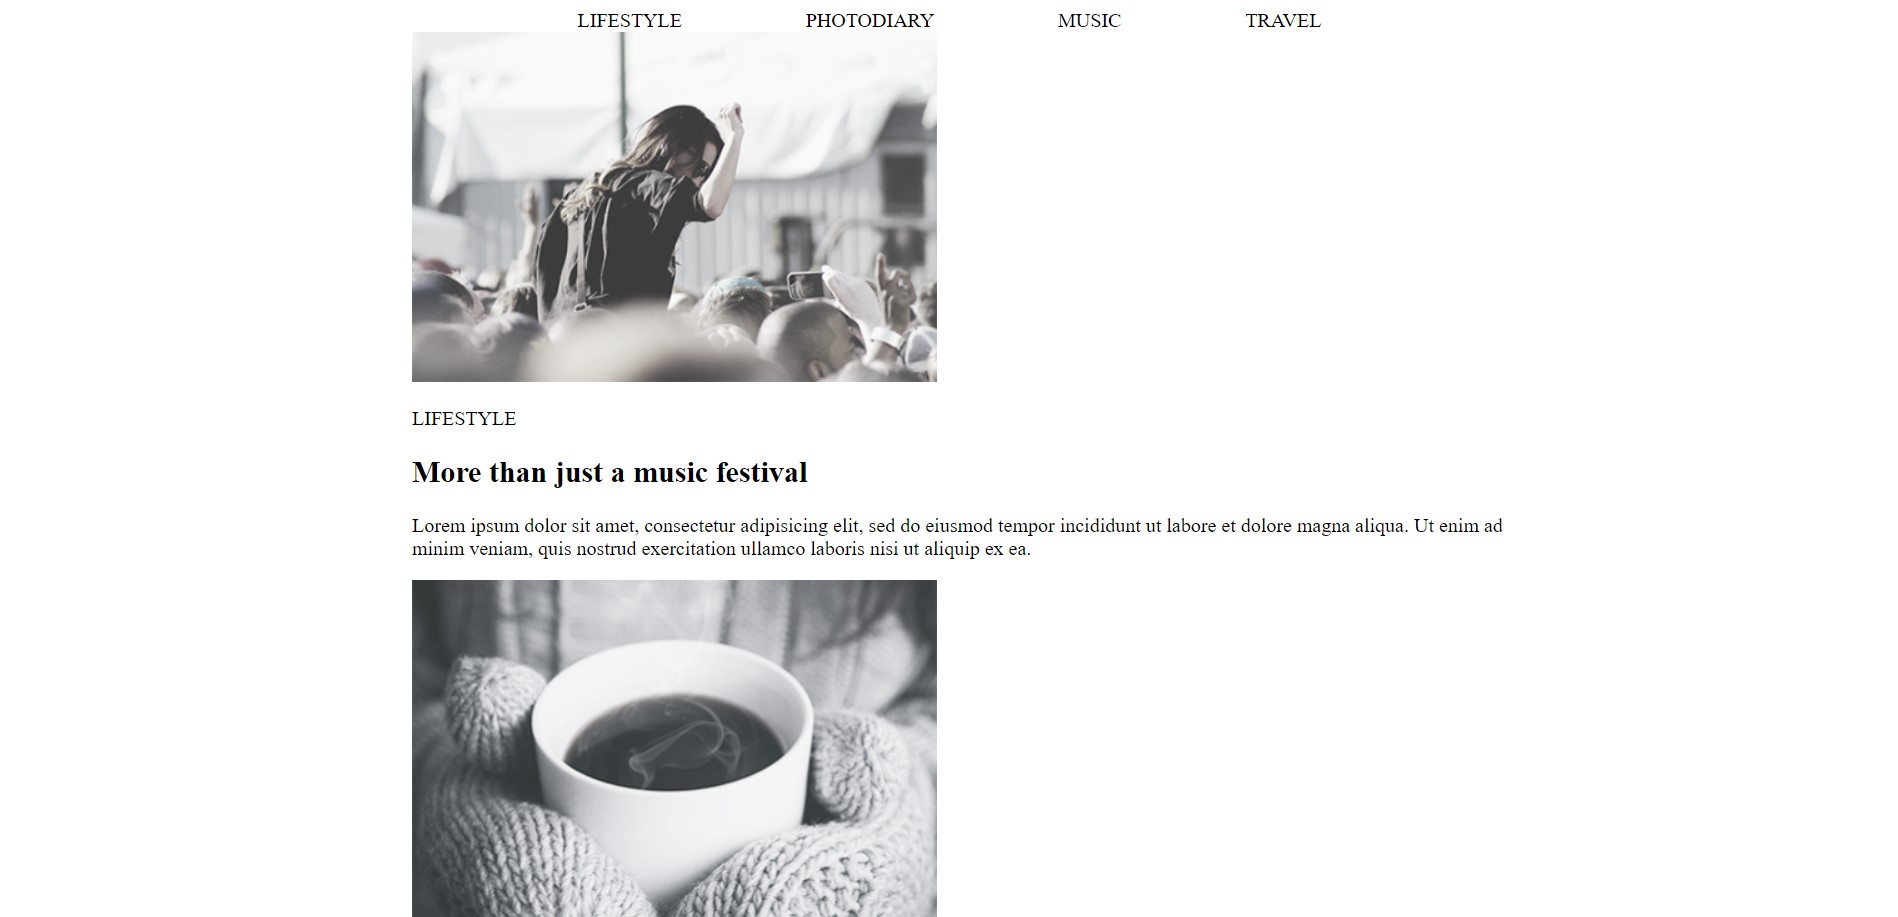 LIFESTYLE PHOTODIARY MUSIC TRAVEL
LIFESTYLE
More than just a music festival
Lorem ipsum dolor sit amet, consectetur adipisicing elit, sed do eiusmod tempor incididunt ut labore et dolore magna aliqua. Ut enim ad
minim veniam, quis nostrud exercitation ullamco laboris nisi ut aliquip ex ea.